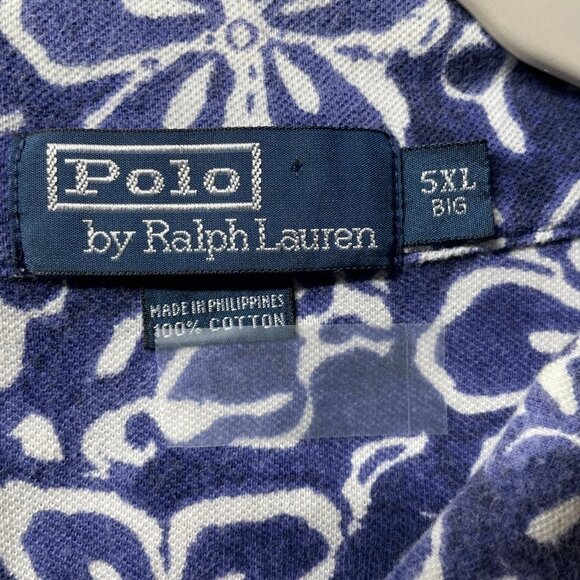 Polo
by Ralph Lauren
5XL
BIG
MADE IN PHILIPPINES
100% COTTON